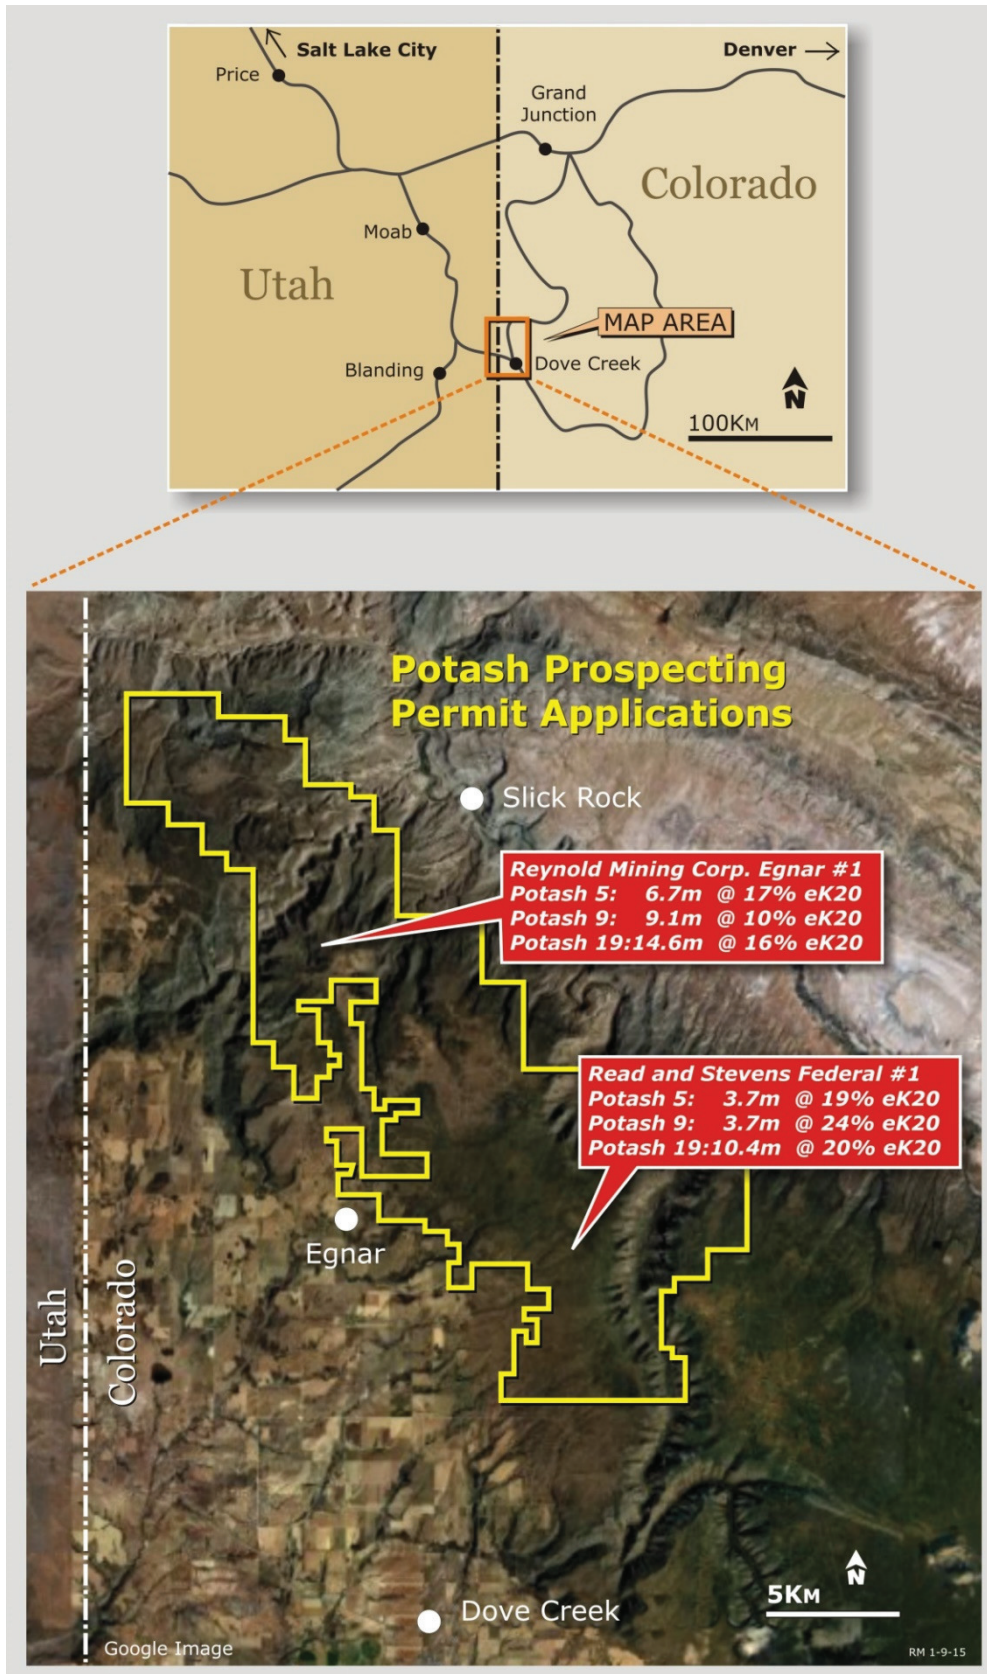 Salt Lake City
Denver
Price
Grand
Junction
Colorado
Moab
Utah
MAP AREA
Dove Creek
Blanding
N
100KM
Potash Prospecting
Permit Applications
Slick Rock
Reynold Mining Corp. Egnar #1
Potash 5: 6.7m @ 17% eK20
Potash 9: 9.1m @ 10% eK20
Potash 19:14.6m @ 16% eK20
Read and Stevens Federal #1
Potash 5: 3.7m @ 19% eK20
Potash 9: 3.7m @ 24% eK20
Potash 19:10.4m @ 20% eK20
Egnar
Utah
Colorado
N
5KM
Dove Creek
Google Image
RM 1-9-15